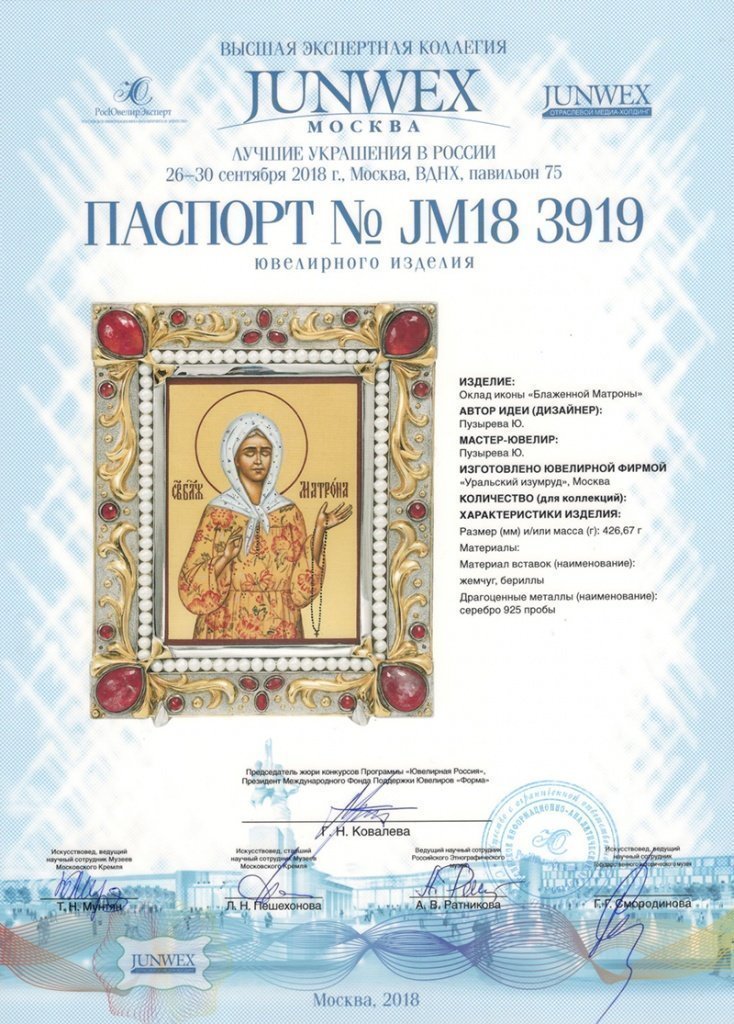 ВЫСШАЯ ЭКСПЕРТНАЯ КОЛЛЕГИЯ
РосЮвелирЭксперт
JUNWEX
МОСКВА
JUNWEX
ОТРАСЛЕВОЙ МЕДИА-ХОЛДИНГ
ЛУЧШИЕ УКРАШЕНИЯ В РОССИИ
26–30 сентября 2018 г., Москва, ВДНХ, павильон 75
ПАСПОРТ № JM18 3919
ювелирного изделия
СВ БЛАЖ МАТРОНА
ИЗДЕЛИЕ:
Оклад иконы «Блаженной Матроны»
АВТОР ИДЕИ (ДИЗАЙНЕР):
Пузырева Ю.
МАСТЕР-ЮВЕЛИР:
Пузырева Ю.
ИЗГОТОВЛЕНО ЮВЕЛИРНОЙ ФИРМОЙ
«Уральский изумруд», Москва
КОЛИЧЕСТВО (для коллекций):
ХАРАКТЕРИСТИКИ ИЗДЕЛИЯ:
Размер (мм) и/или масса (г): 426,67 г
Материалы:
Материал вставок (наименование):
жемчуг, бериллы
Драгоценные металлы (наименование):
серебро 925 пробы
Председатель жюри конкурсов Программы «Ювелирная Россия»,
Президент Международного Фонда Поддержки Ювелиров «Форма»
Г. Н. Ковалева
Искусствовед, ведущий
научный сотрудник Музеев
Московского Кремля
Т. Н. Мунтян
Искусствовед, старший
научный сотрудник Музеев
Московского Кремля
Л. Н. Пешехонова
Ведущий научный сотрудник
Российского Этнографического
музея
А. В. Ратникова
Искусствовед, ведущий
научный сотрудник
Государственного исторического музея
Г. Г. Смородинова
JUNWEX
Москва, 2018